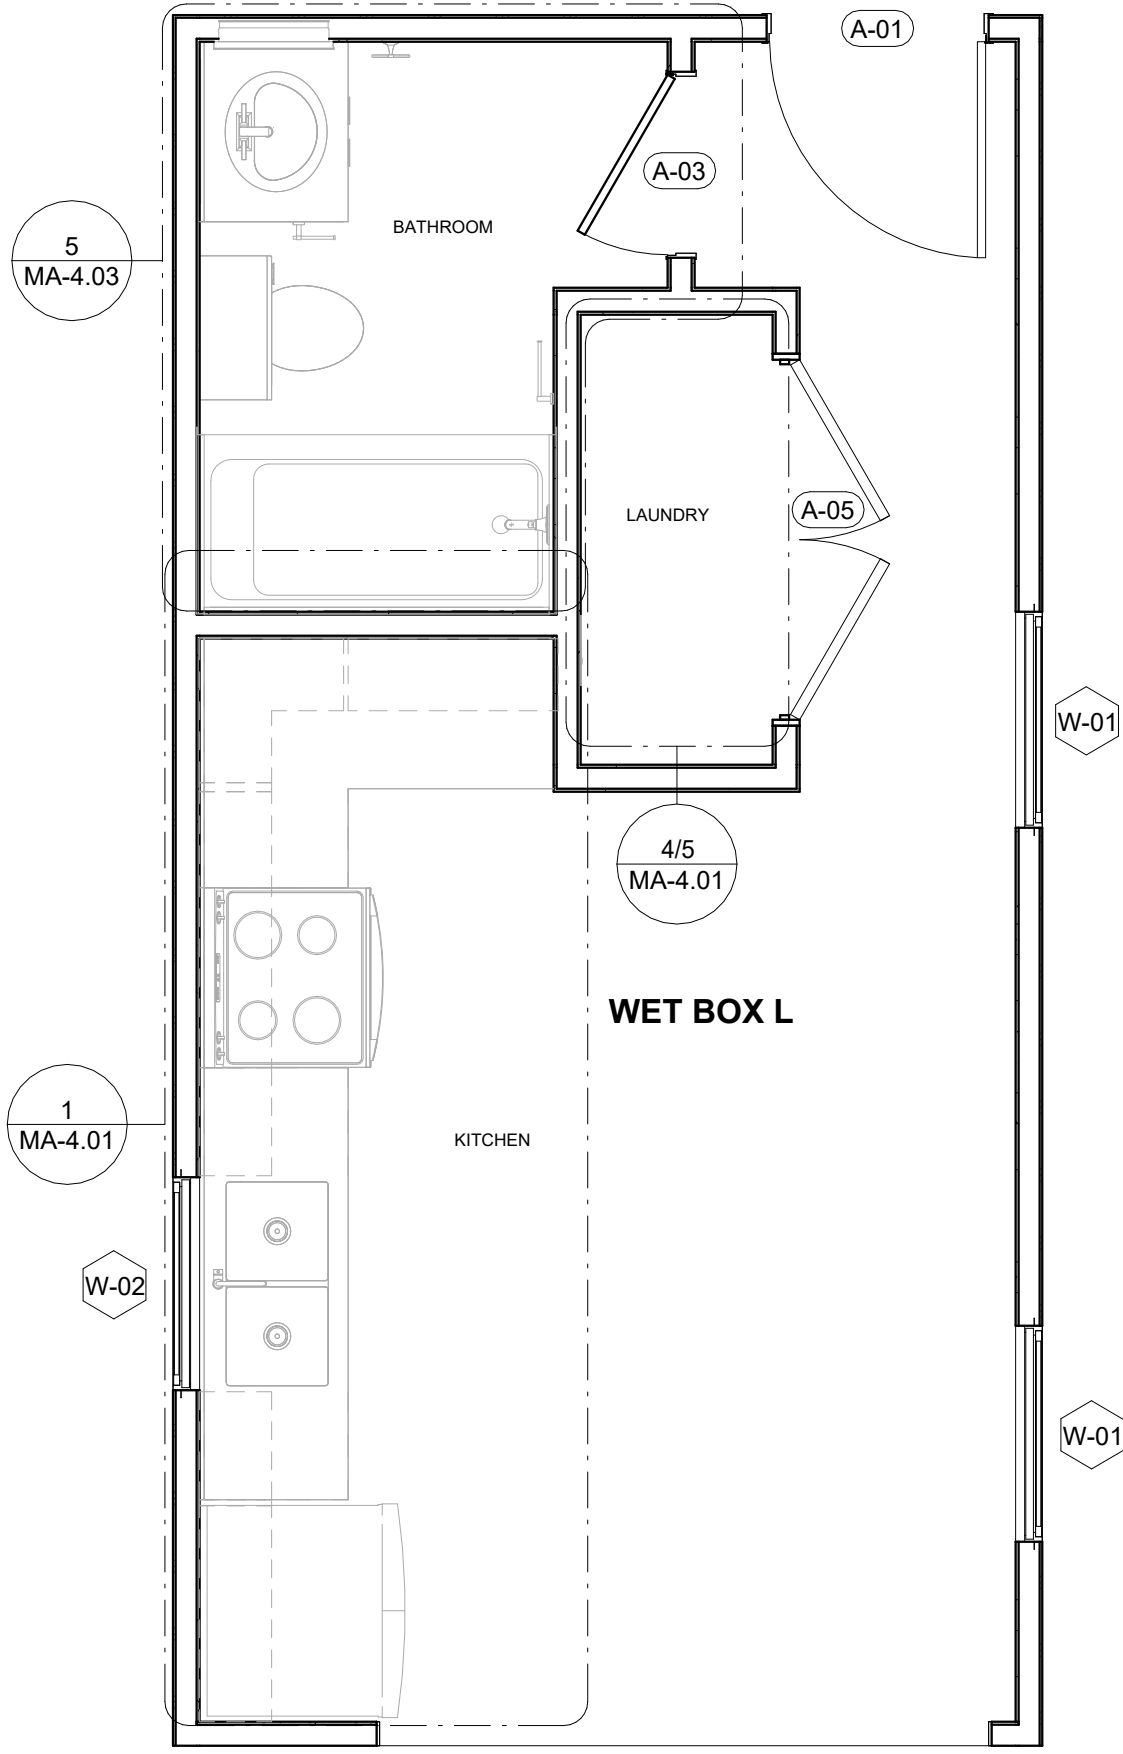 A-01
A-03
BATHROOM
5
MA-4.03
LAUNDRY
A-05
W-01
4/5
MA-4.01
WET BOX L
1
MA-4.01
KITCHEN
W-02
W-01